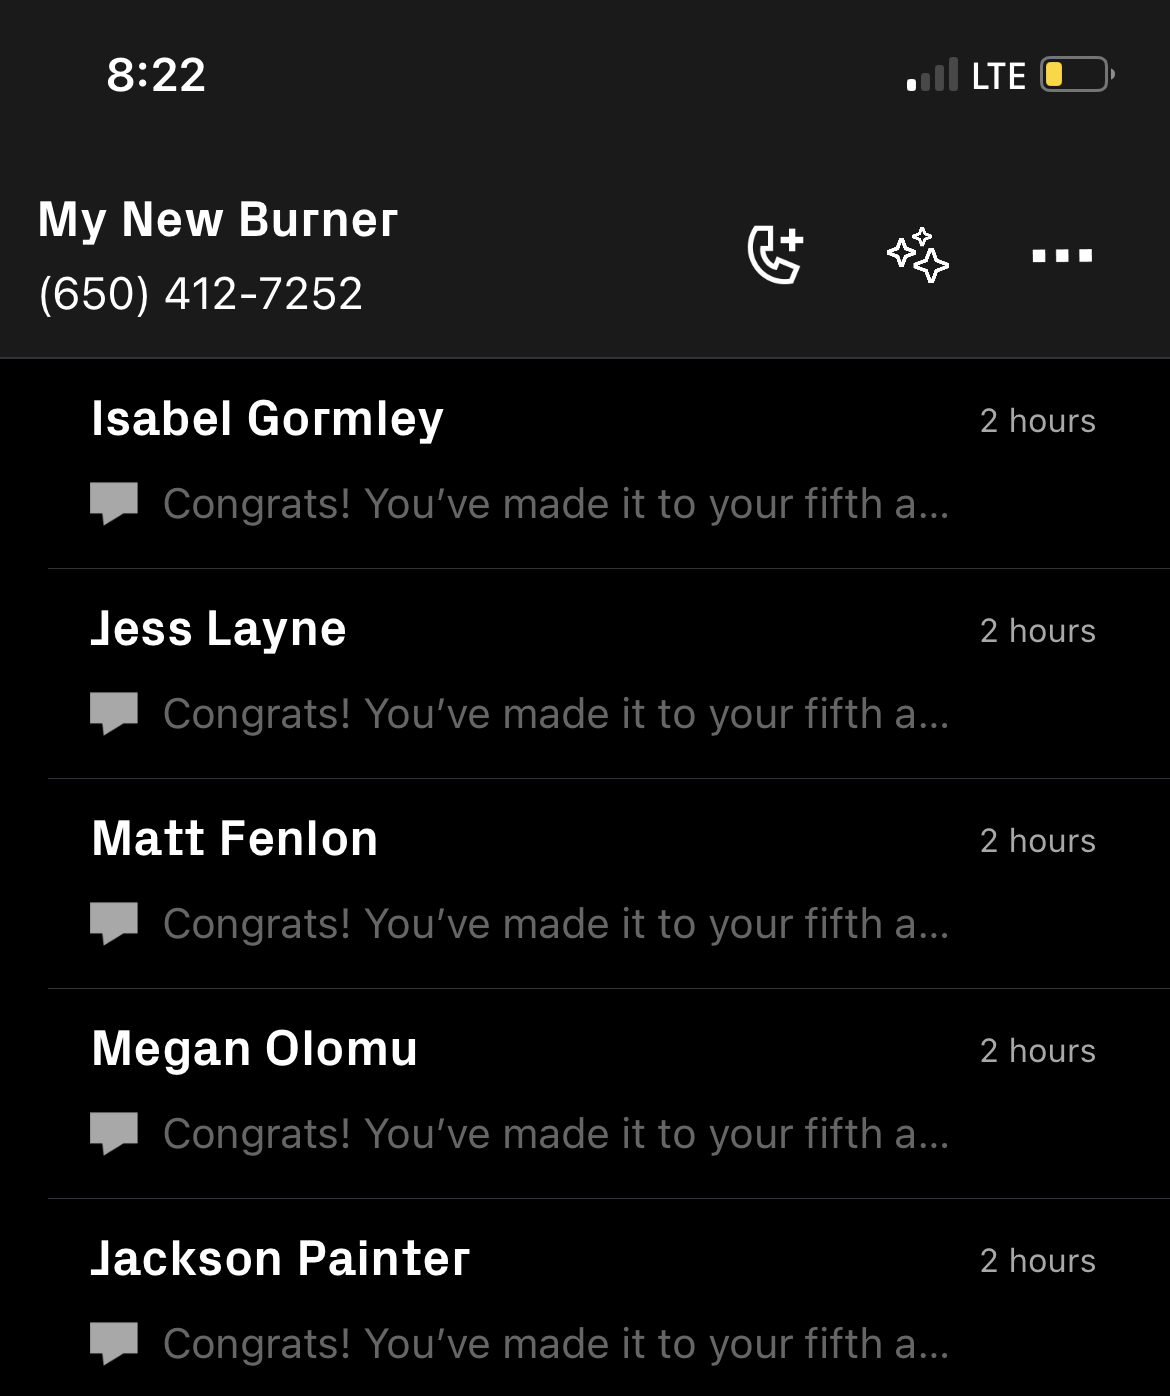 8:22
LTE
My New Burner
(650) 412-7252
Isabel Gormley
2 hours
Congrats! You’ve made it to your fifth a...
Jess Layne
2 hours
Congrats! You’ve made it to your fifth a...
Matt Fenlon
2 hours
Congrats! You’ve made it to your fifth a...
Megan Olomu
2 hours
Congrats! You’ve made it to your fifth a...
Jackson Painter
2 hours
Congrats! You’ve made it to your fifth a...